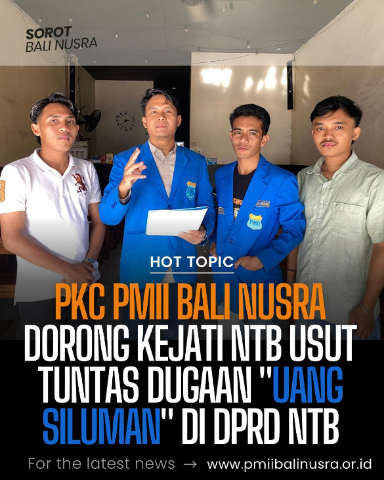 SOROT
BALI NUSRA
HOT TOPIC
PKC PMII BALI NUSRA
DORONG KEJATI NTB USUT
TUNTAS DUGAAN "UANG
SILUMAN" DI DPRD NTB
For the latest news → www.pmiibalinusra.or.id